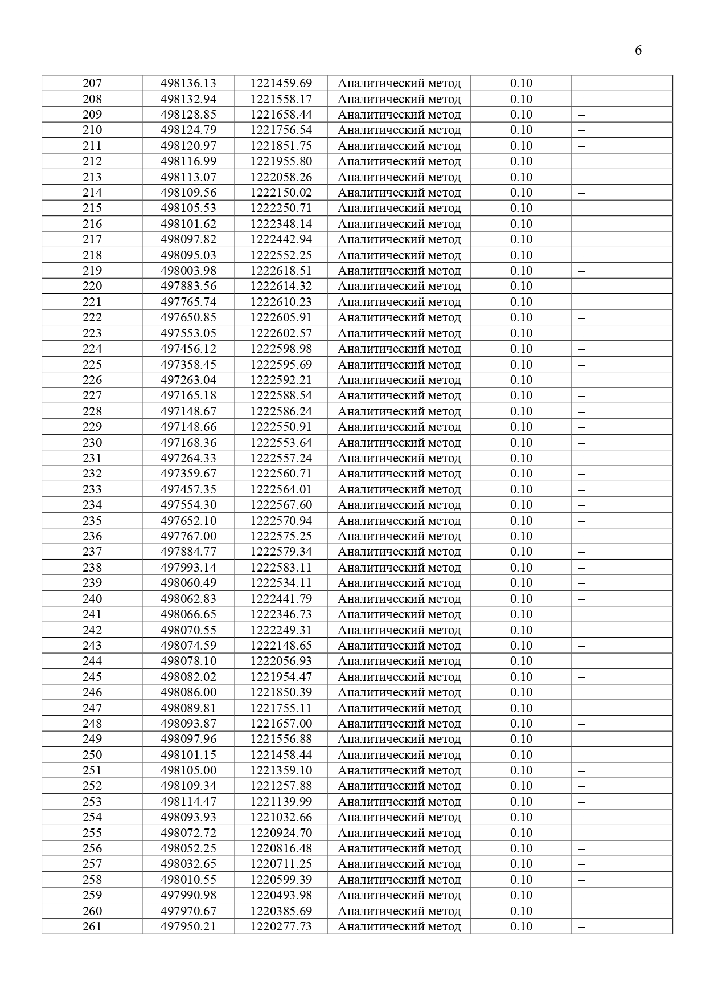 6
207 498136.13 1221459.69 Аналитический метод 0.10 –
208 498132.94 1221558.17 Аналитический метод 0.10 –
209 498128.85 1221658.44 Аналитический метод 0.10 –
210 498124.79 1221756.54 Аналитический метод 0.10 –
211 498120.97 1221851.75 Аналитический метод 0.10 –
212 498116.99 1221955.80 Аналитический метод 0.10 –
213 498113.07 1222058.26 Аналитический метод 0.10 –
214 498109.56 1222150.02 Аналитический метод 0.10 –
215 498105.53 1222250.71 Аналитический метод 0.10 –
216 498101.62 1222348.14 Аналитический метод 0.10 –
217 498097.82 1222442.94 Аналитический метод 0.10 –
218 498095.03 1222552.25 Аналитический метод 0.10 –
219 498003.98 1222618.51 Аналитический метод 0.10 –
220 497883.56 1222614.32 Аналитический метод 0.10 –
221 497765.74 1222610.23 Аналитический метод 0.10 –
222 497650.85 1222605.91 Аналитический метод 0.10 –
223 497553.05 1222602.57 Аналитический метод 0.10 –
224 497456.12 1222598.98 Аналитический метод 0.10 –
225 497358.45 1222595.69 Аналитический метод 0.10 –
226 497263.04 1222592.21 Аналитический метод 0.10 –
227 497165.18 1222588.54 Аналитический метод 0.10 –
228 497148.67 1222586.24 Аналитический метод 0.10 –
229 497148.66 1222550.91 Аналитический метод 0.10 –
230 497168.36 1222553.64 Аналитический метод 0.10 –
231 497264.33 1222557.24 Аналитический метод 0.10 –
232 497359.67 1222560.71 Аналитический метод 0.10 –
233 497457.35 1222564.01 Аналитический метод 0.10 –
234 497554.30 1222567.60 Аналитический метод 0.10 –
235 497652.10 1222570.94 Аналитический метод 0.10 –
236 497767.00 1222575.25 Аналитический метод 0.10 –
237 497884.77 1222579.34 Аналитический метод 0.10 –
238 497993.14 1222583.11 Аналитический метод 0.10 –
239 498060.49 1222534.11 Аналитический метод 0.10 –
240 498062.83 1222441.79 Аналитический метод 0.10 –
241 498066.65 1222346.73 Аналитический метод 0.10 –
242 498070.55 1222249.31 Аналитический метод 0.10 –
243 498074.59 1222148.65 Аналитический метод 0.10 –
244 498078.10 1222056.93 Аналитический метод 0.10 –
245 498082.02 1221954.47 Аналитический метод 0.10 –
246 498086.00 1221850.39 Аналитический метод 0.10 –
247 498089.81 1221755.11 Аналитический метод 0.10 –
248 498093.87 1221657.00 Аналитический метод 0.10 –
249 498097.96 1221556.88 Аналитический метод 0.10 –
250 498101.15 1221458.44 Аналитический метод 0.10 –
251 498105.00 1221359.10 Аналитический метод 0.10 –
252 498109.34 1221257.88 Аналитический метод 0.10 –
253 498114.47 1221139.99 Аналитический метод 0.10 –
254 498093.93 1221032.66 Аналитический метод 0.10 –
255 498072.72 1220924.70 Аналитический метод 0.10 –
256 498052.25 1220816.48 Аналитический метод 0.10 –
257 498032.65 1220711.25 Аналитический метод 0.10 –
258 498010.55 1220599.39 Аналитический метод 0.10 –
259 497990.98 1220493.98 Аналитический метод 0.10 –
260 497970.67 1220385.69 Аналитический метод 0.10 –
261 497950.21 1220277.73 Аналитический метод 0.10 –